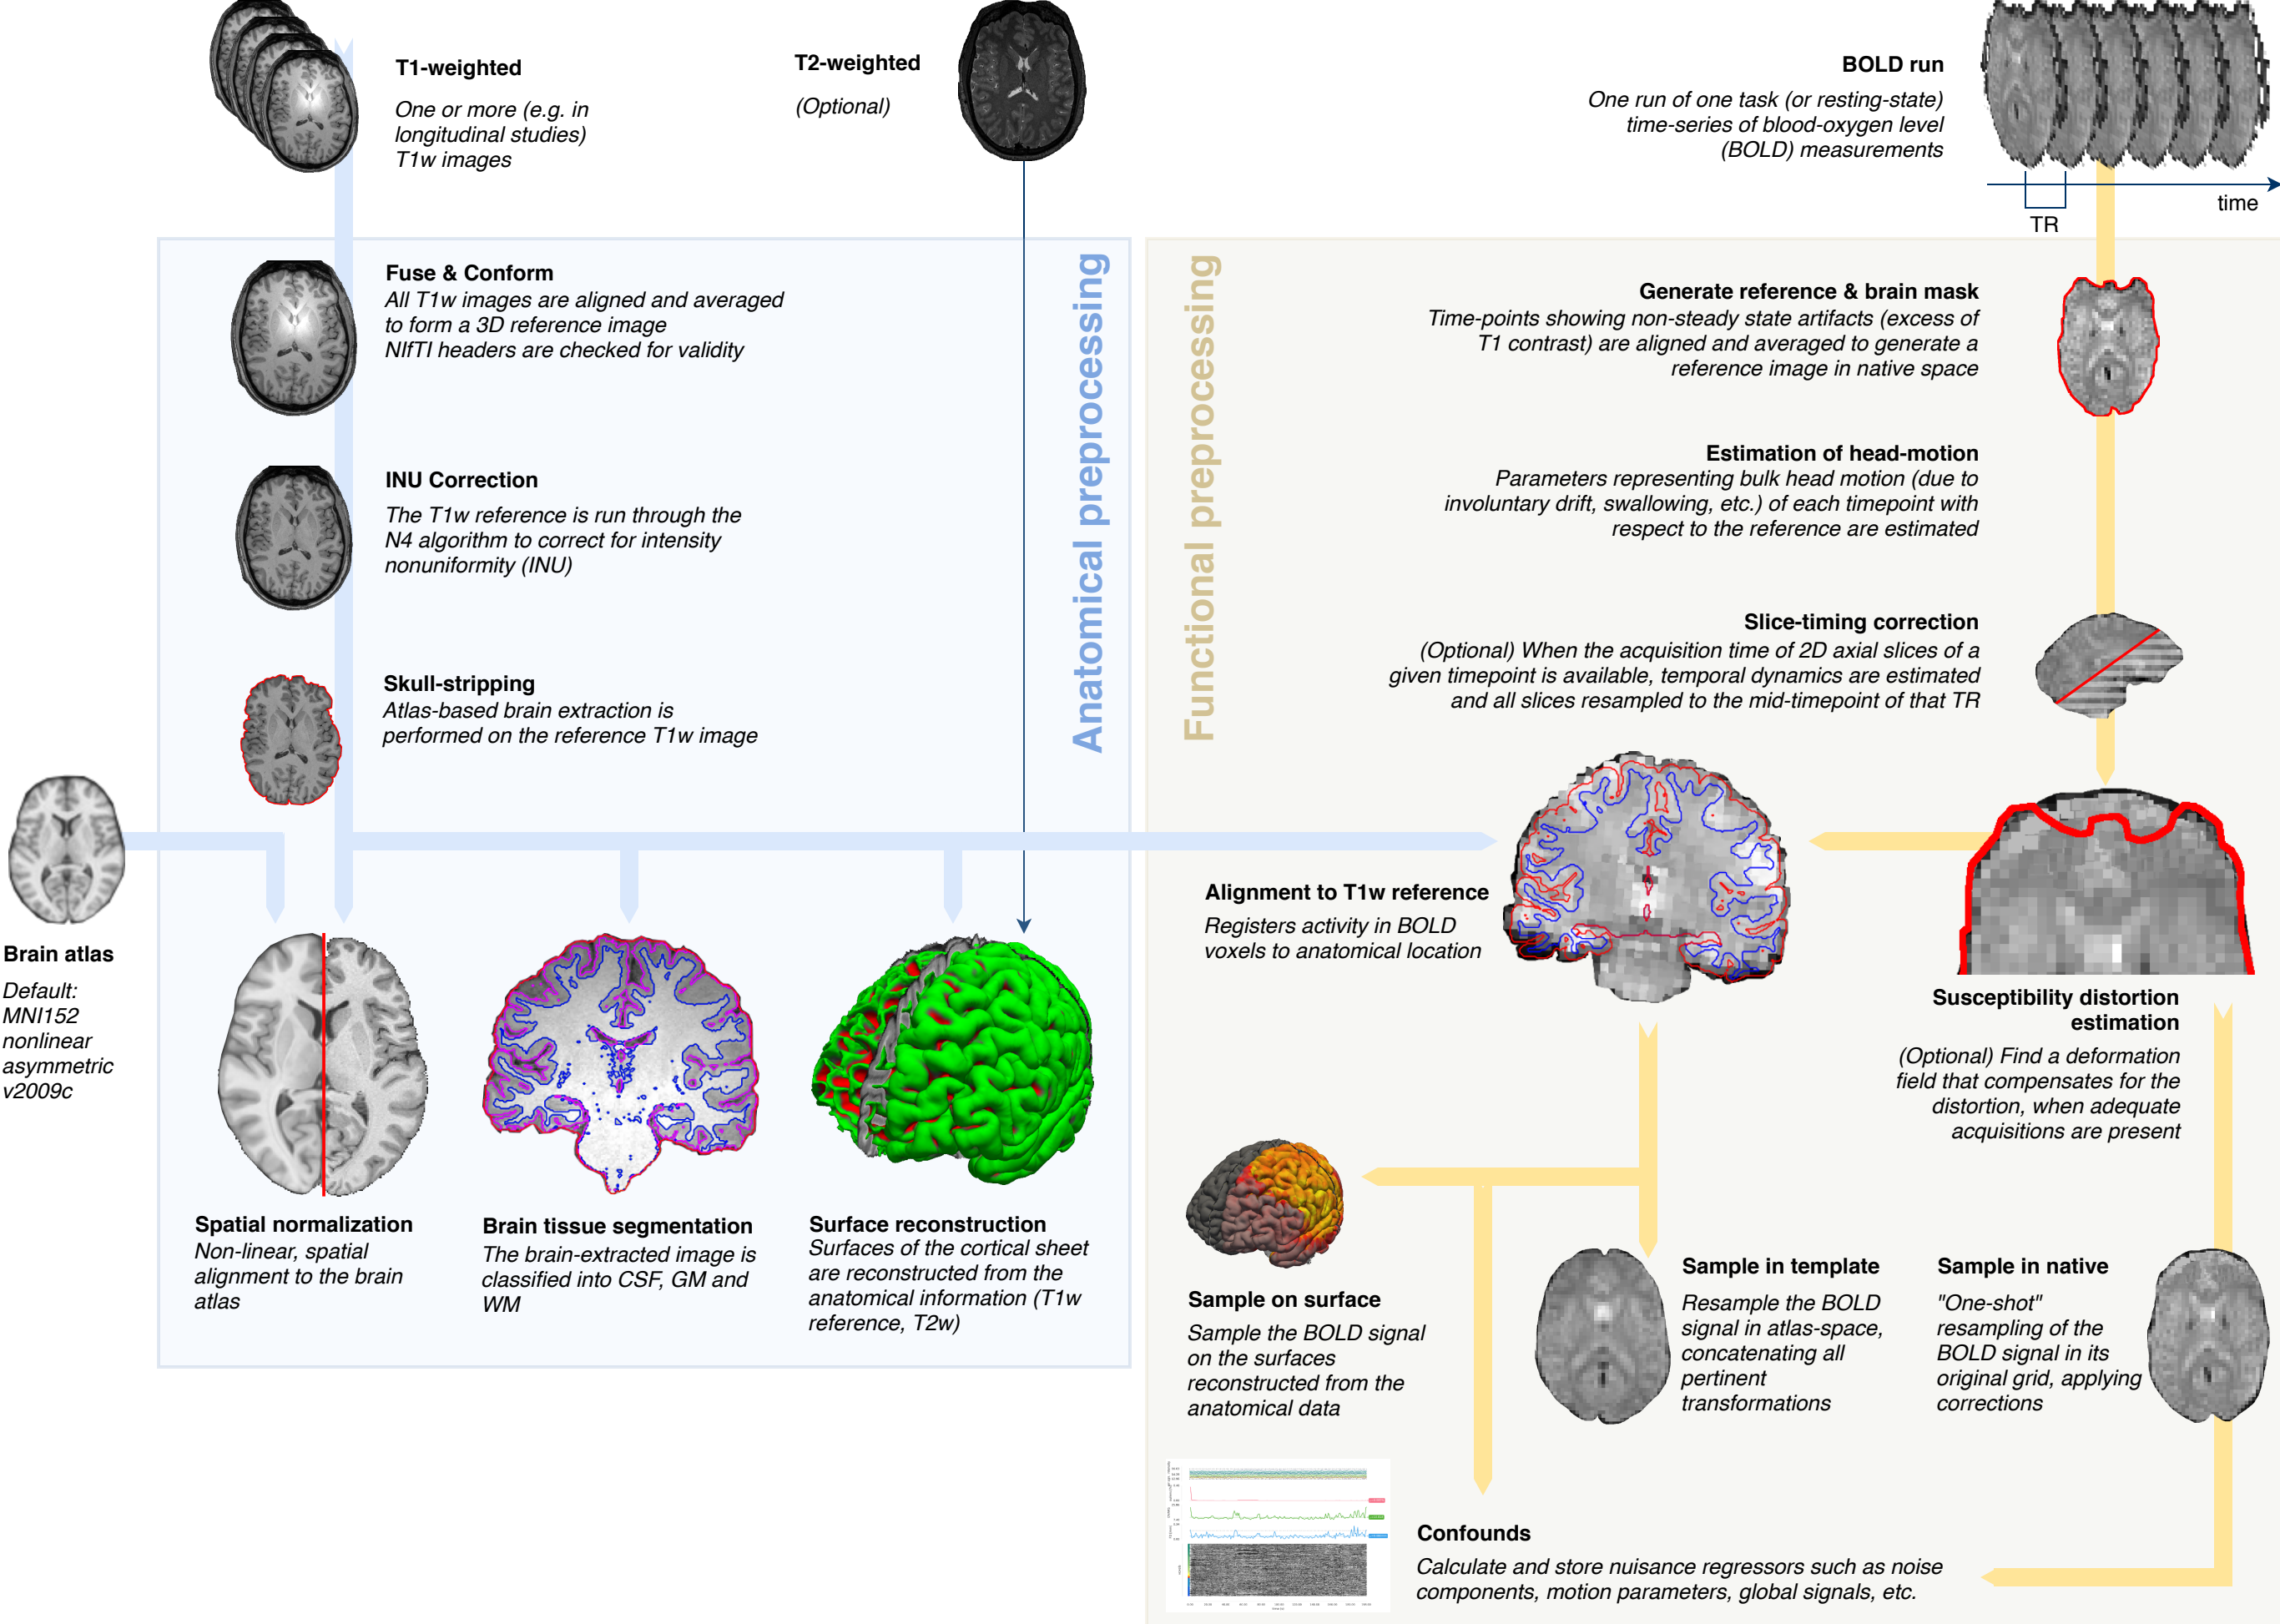 T1-weighted
One or more (e.g. in
longitudinal studies)
T1w images
T2-weighted
(Optional)
BOLD run
One run of one task (or resting-state)
time-series of blood-oxygen level
(BOLD) measurements
time
TR
Anatomical preprocessing
Fuse & Conform
All T1w images are aligned and averaged
to form a 3D reference image
NIfTI headers are checked for validity
INU Correction
The T1w reference is run through the
N4 algorithm to correct for intensity
nonuniformity (INU)
Skull-stripping
Atlas-based brain extraction is
performed on the reference T1w image
Brain atlas
Default:
MNI152
nonlinear
asymmetric
v2009c
Spatial normalization
Non-linear, spatial
alignment to the brain
atlas
Brain tissue segmentation
The brain-extracted image is
classified into CSF, GM and
WM
Surface reconstruction
Surfaces of the cortical sheet
are reconstructed from the
anatomical information (T1w
reference, T2w)
Functional preprocessing
Generate reference & brain mask
Time-points showing non-steady state artifacts (excess of
T1 contrast) are aligned and averaged to generate a
reference image in native space
Estimation of head-motion
Parameters representing bulk head motion (due to
involuntary drift, swallowing, etc.) of each timepoint with
respect to the reference are estimated
Slice-timing correction
(Optional) When the acquisition time of 2D axial slices of a
given timepoint is available, temporal dynamics are estimated
and all slices resampled to the mid-timepoint of that TR
Alignment to T1w reference
Registers activity in BOLD
voxels to anatomical location
Susceptibility distortion
estimation
(Optional) Find a deformation
field that compensates for the
distortion, when adequate
acquisitions are present
Sample on surface
Sample the BOLD signal
on the surfaces
reconstructed from the
anatomical data
Sample in template
Resample the BOLD
signal in atlas-space,
concatenating all
pertinent
transformations
Sample in native
"One-shot"
resampling of the
BOLD signal in its
original grid, applying
corrections
Confounds
Calculate and store nuisance regressors such as noise
components, motion parameters, global signals, etc.